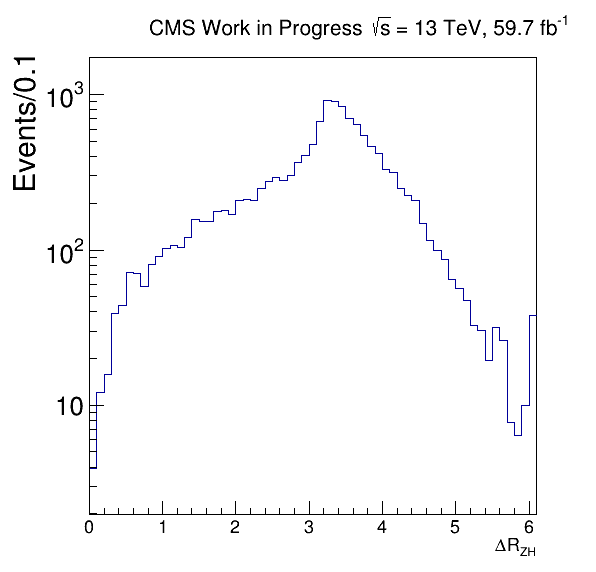 CMS Work in Progress √s = 13 TeV, 59.7 fb⁻¹
Events/0.1
10³
10²
10
0 1 2 3 4 5 6
ΔR_ZH